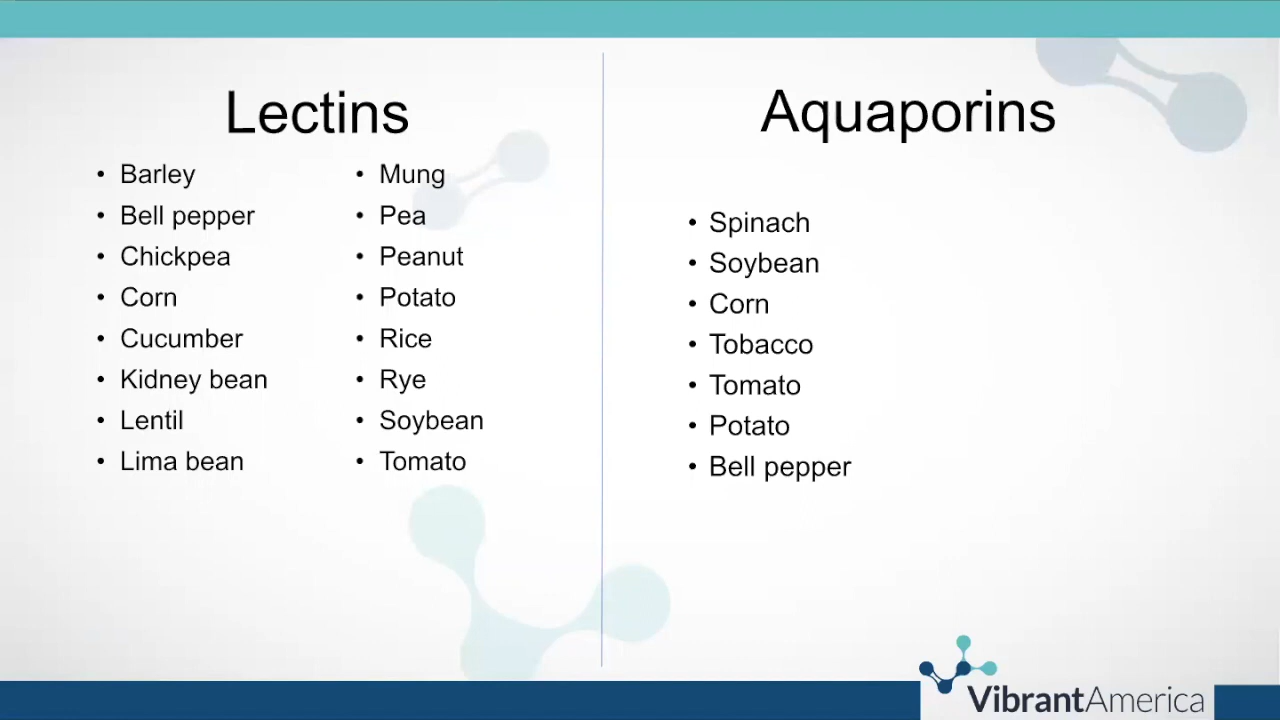 Lectins
• Barley
• Bell pepper
• Chickpea
• Corn
• Cucumber
• Kidney bean
• Lentil
• Lima bean
• Mung
• Pea
• Peanut
• Potato
• Rice
• Rye
• Soybean
• Tomato
Aquaporins
• Spinach
• Soybean
• Corn
• Tobacco
• Tomato
• Potato
• Bell pepper
VibrantAmerica